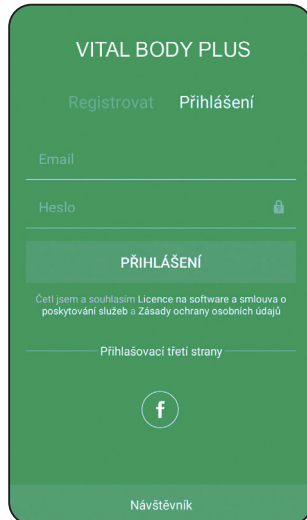 VITAL BODY PLUS
Registrovat Přihlášení
Email
Heslo
PŘIHLÁŠENÍ
Četl jsem a souhlasím Licence na software a smlouva o
poskytování služeb a Zásady ochrany osobních údajů
Přihlašovací třetí strany
f
Návštěvník